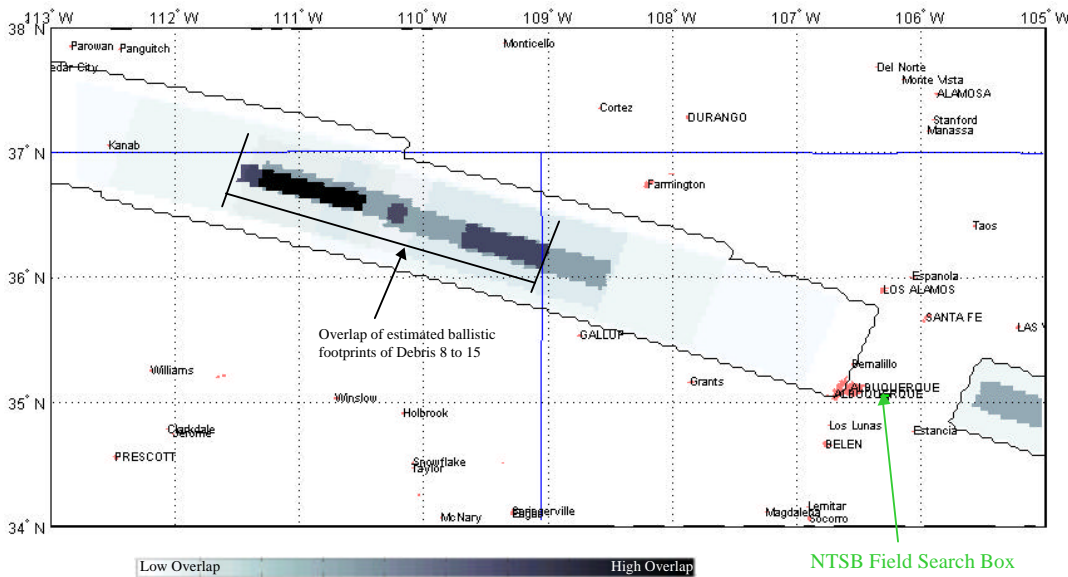 113° W 112° W 111° W 110° W 109° W 108° W 107° W 106° W 105° W
38° N
Monticello
Parowan
Panguitch
edar City
Del Norte
Monte Vista
ALAMOSA
Cortez
DURANGO
Stanford
Manassa
Kanab
37° N
Farmington
Taos
36° N
Espanola
LOS ALAMOS
SANTA FE
LAS V
Overlap of estimated ballistic
footprints of Debris 8 to 15
GALLUP
Bernalillo
Williams
Grants
ALBUQUERQUE
ALBUQUERQUE
35° N
Winslow
Holbrook
Los Lunas
Estancia
Clarkdale
Jerome
BELEN
PRESCOTT
Snowflake
Taylor
34° N
McNary
Springerville
Eagar
Magdalena
Lemitar
Socorro
Low Overlap
High Overlap
NTSB Field Search Box